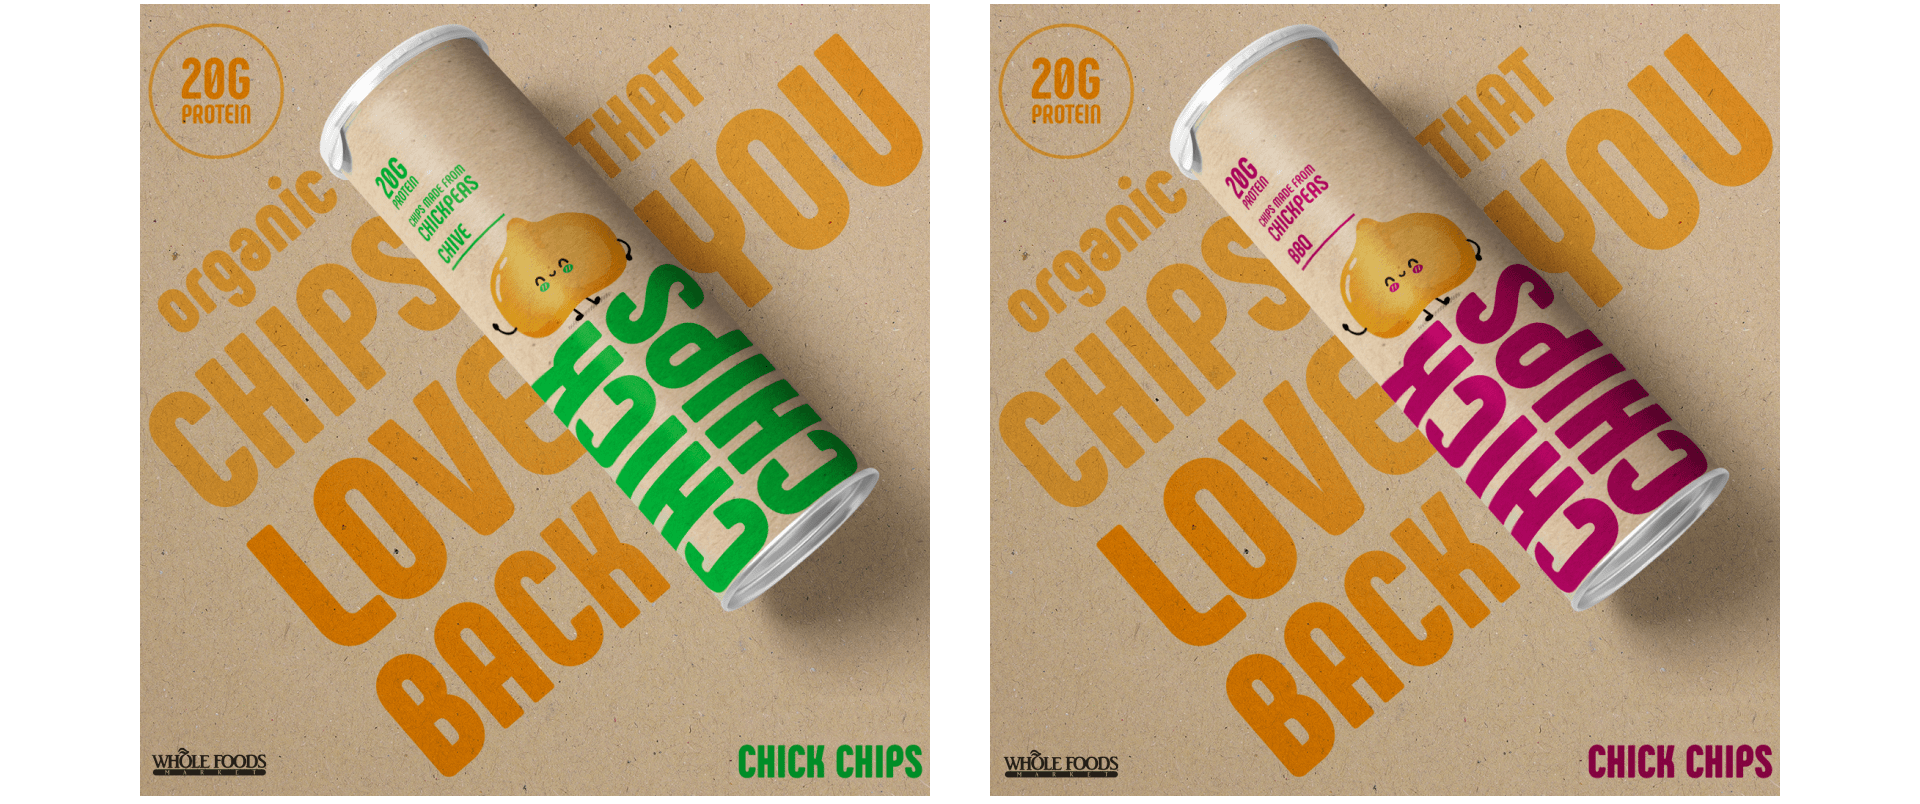 20G
PROTEIN
organic
CHIPS THAT
LOVE YOU
BACK
20G
PROTEIN
CHIPS MADE FROM
CHICKPEAS
CHIVE
CHICK
CHIPS
WHOLE FOODS
MARKET
CHICK CHIPS
20G
PROTEIN
organic
CHIPS THAT
LOVE YOU
BACK
20G
PROTEIN
CHIPS MADE FROM
CHICKPEAS
BBQ
CHICK
CHIPS
WHOLE FOODS
MARKET
CHICK CHIPS